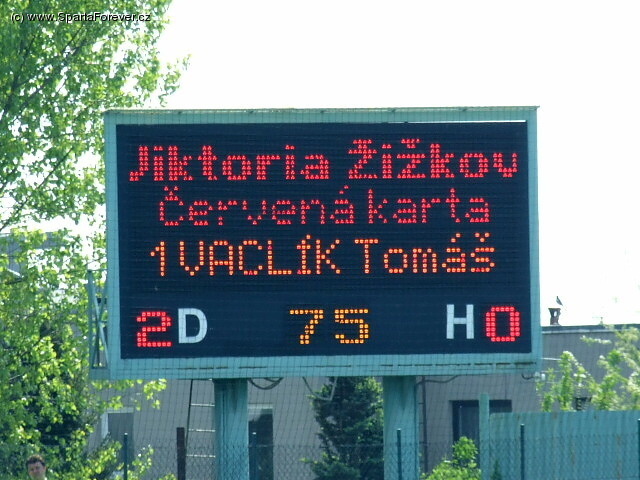 (c) www.SpartaForever.cz
Viktoria Žižkov
Červená karta
1 VACLÍK Tomáš
2 D 75 H 0